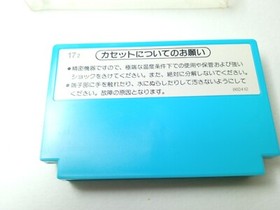 カセットについてのお願い
●精密機器ですので、極端な温度条件下での使用や保管および強い
ショックをさけてください。また、絶対に分解しないでください。
●端子部に手を触れたり、水にぬらしたりして汚さないようにして
ください。故障の原因となります。